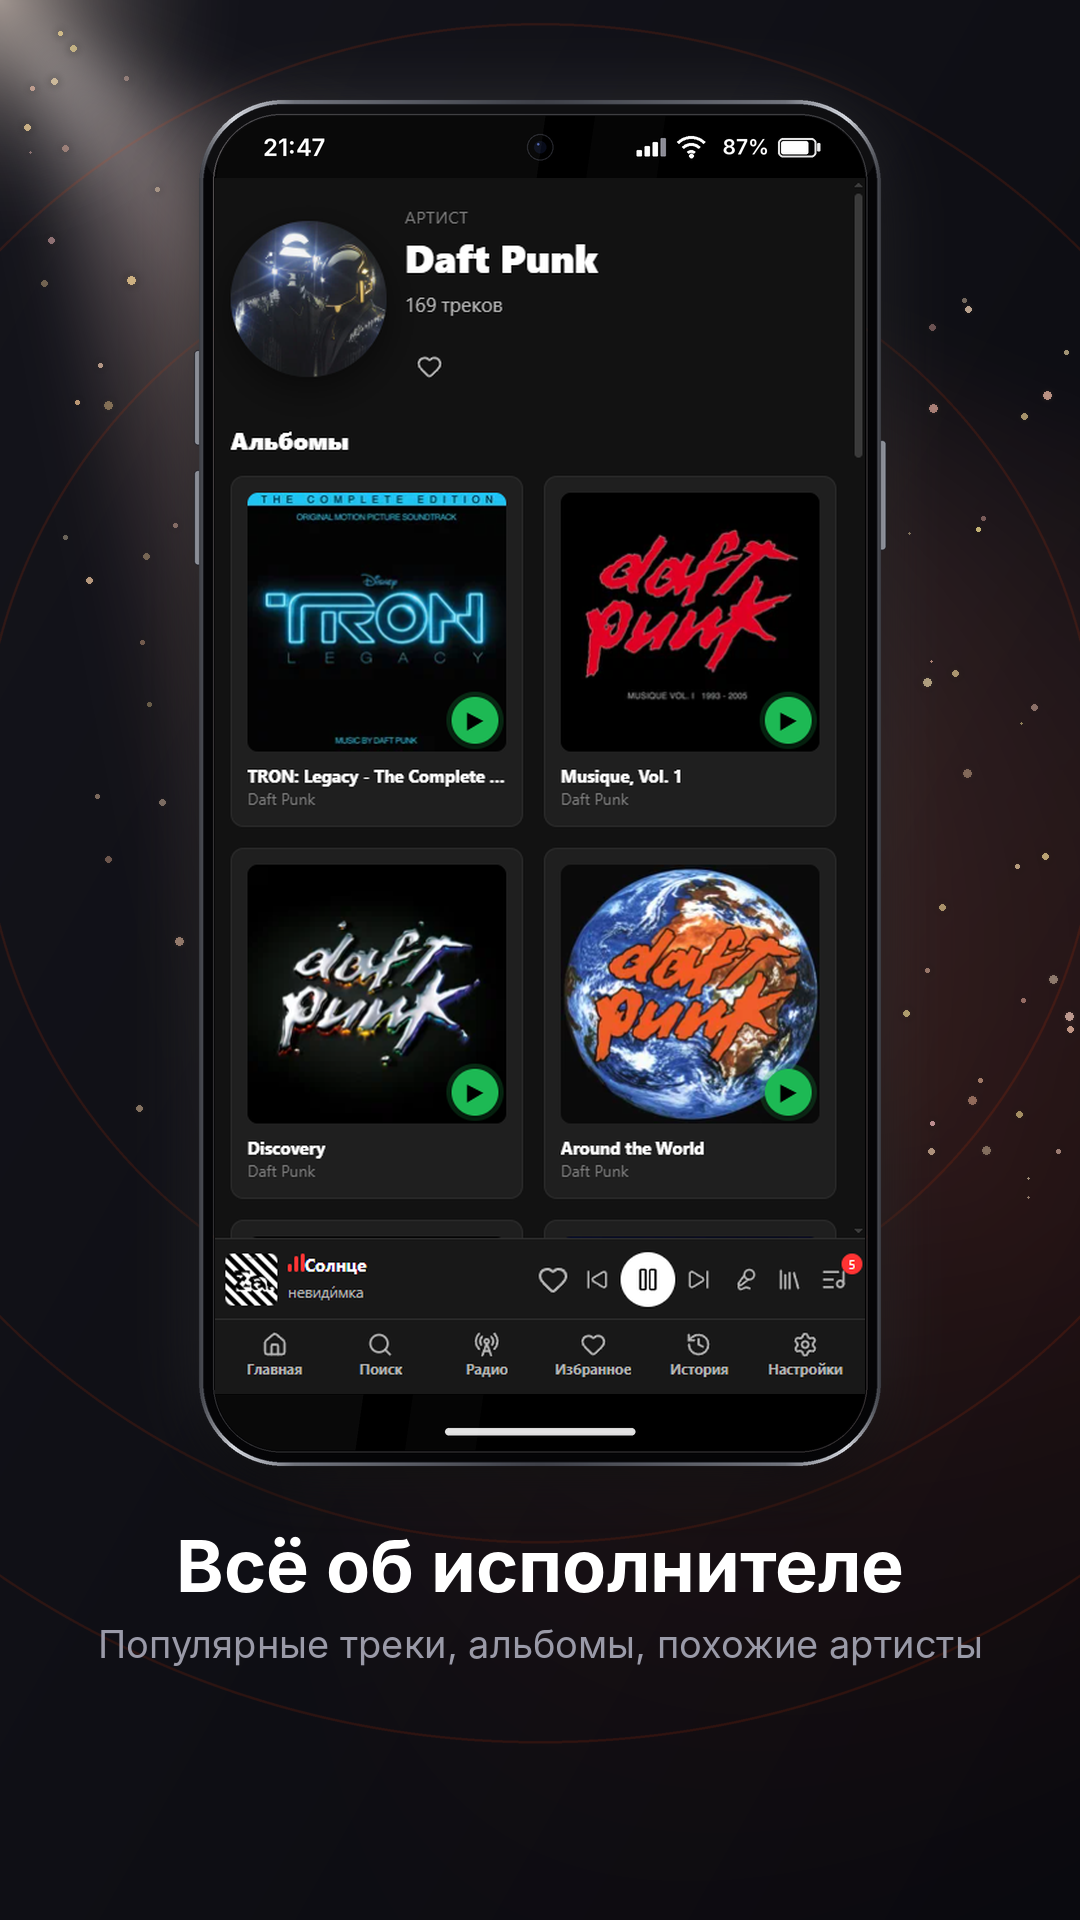 21:47
87%
АРТИСТ
Daft Punk
169 треков
Альбомы
THE COMPLETE EDITION
ORIGINAL MOTION PICTURE SOUNDTRACK
Disney
TRON
LEGACY
MUSIC BY DAFT PUNK
TRON: Legacy - The Complete ...
Daft Punk
daft
punk
MUSIQUE VOL. I 1993 - 2005
Musique, Vol. 1
Daft Punk
daft
punk
Discovery
Daft Punk
daft
punk
Around the World
Daft Punk
Солнце
невиди́мка
5
Главная
Поиск
Радио
Избранное
История
Настройки
Всё об исполнителе
Популярные треки, альбомы, похожие артисты